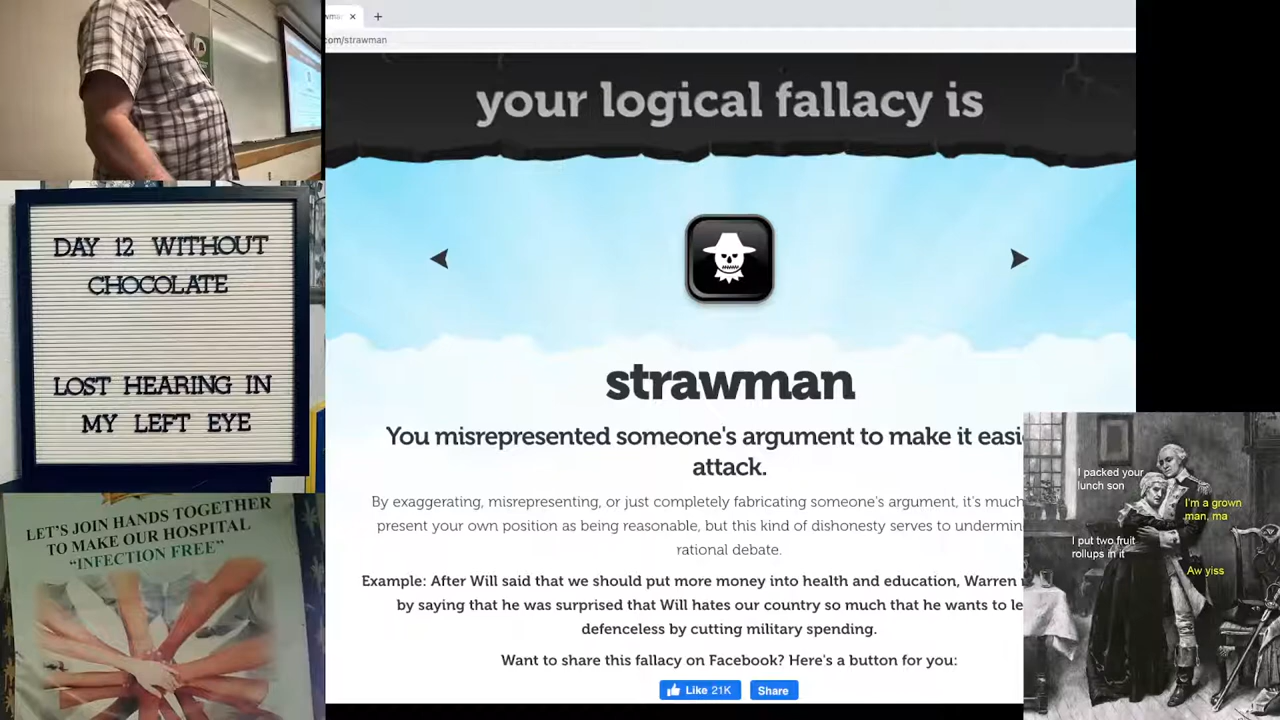 com/strawman
your logical fallacy is
strawman
You misrepresented someone's argument to make it
attack.
By exaggerating, misrepresenting, or just completely fabricating someone's argument, it's much
present your own position as being reasonable, but this kind of dishonesty serves to
rational debate.
Example: After Will said that we should put more money into health and education, Warren
by saying that he was surprised that Will hates our country so much that he wants to
defenceless by cutting military spending.
Want to share this fallacy on Facebook? Here's a button for you:
Like 21K
Share
DAY 12 WITHOUT
CHOCOLATE
LOST HEARING IN
MY LEFT EYE
LET'S JOIN HANDS TOGETHER
TO MAKE OUR HOSPITAL
"INFECTION FREE"
I packed your
lunch son
I'm a grown
man, ma
I put two fruit
rollups in it
Aw yiss